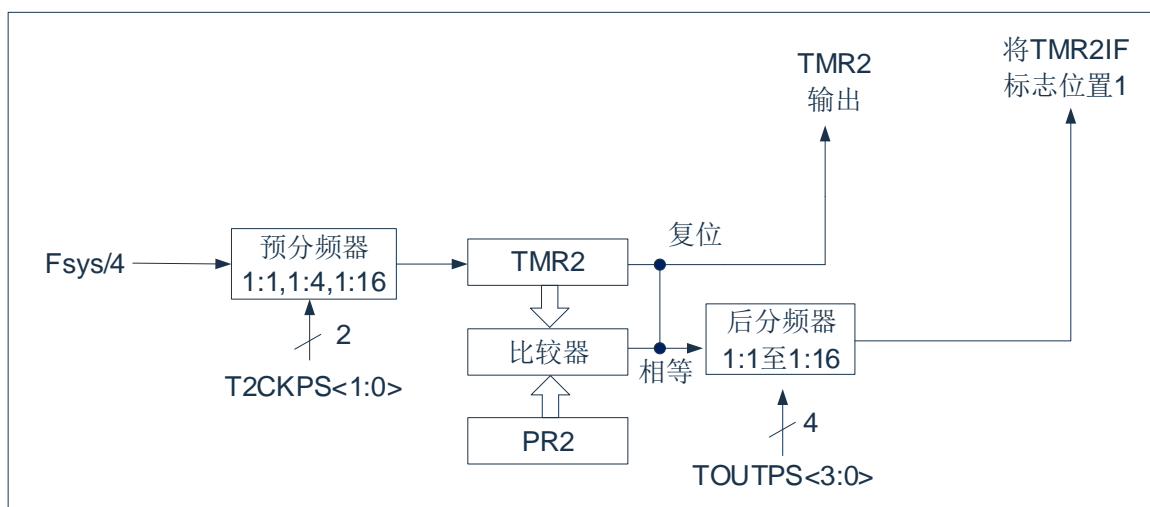 TMR2
输出
将TMR2IF
标志位置1
Fsys/4
预分频器
1:1,1:4,1:16
2
T2CKPS<1:0>
TMR2
复位
比较器
相等
PR2
后分频器
1:1至1:16
4
TOUTPS<3:0>